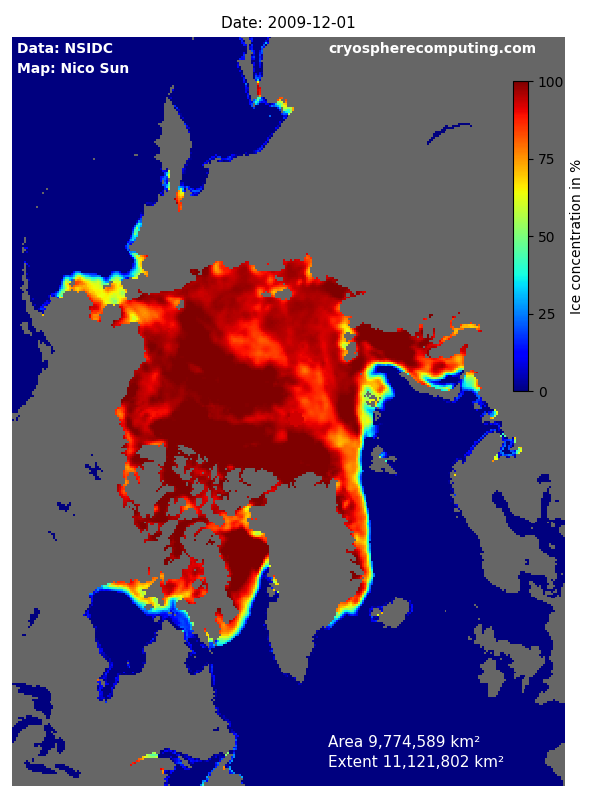 Date: 2009-12-01
Data: NSIDC
cryospherecomputing.com
Map: Nico Sun
100
75
50
25
0
Ice concentration in %
Area 9,774,589 km²
Extent 11,121,802 km²